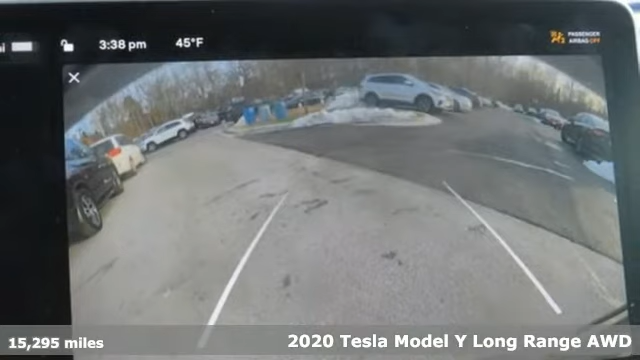 3:38 pm
45°F
PASSENGER
AIRBAG OFF
15,295 miles
2020 Tesla Model Y Long Range AWD